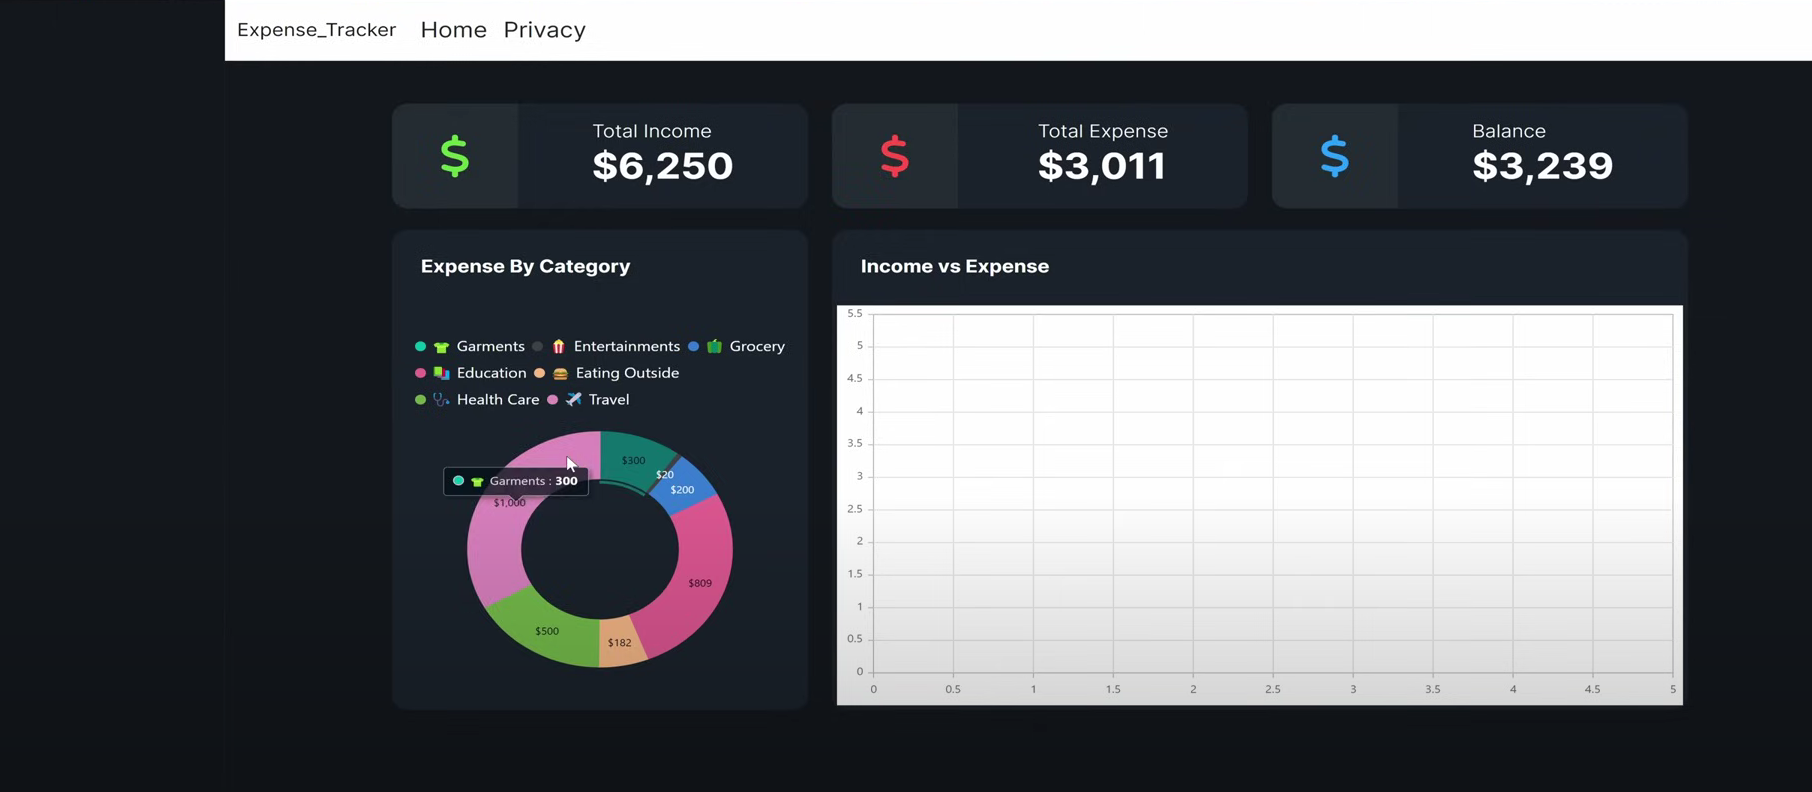 Expense_Tracker Home Privacy
Total Income
$6,250
Total Expense
$3,011
Balance
$3,239
Expense By Category
Garments Entertainments Grocery
Education Eating Outside
Health Care Travel
$300
$20
$200
Garments : 300
$1,000
$809
$500
$182
Income vs Expense
5.5
5
4.5
4
3.5
3
2.5
2
1.5
1
0.5
0
0 0.5 1 1.5 2 2.5 3 3.5 4 4.5 5